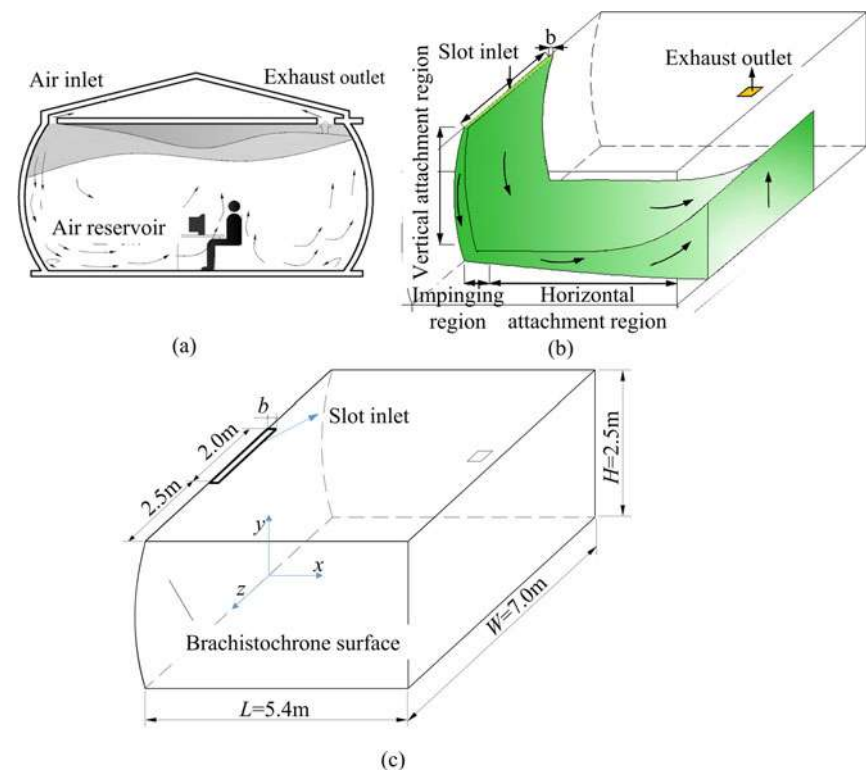 Air inlet
Exhaust outlet
Air reservoir
(a)
b
Slot inlet
Exhaust outlet
Vertical attachment region
Impinging
region
Horizontal
attachment region
(b)
b
Slot inlet
2.0m
2.5m
H=2.5m
y
x
z
W=7.0m
Brachistochrone surface
L=5.4m
(c)